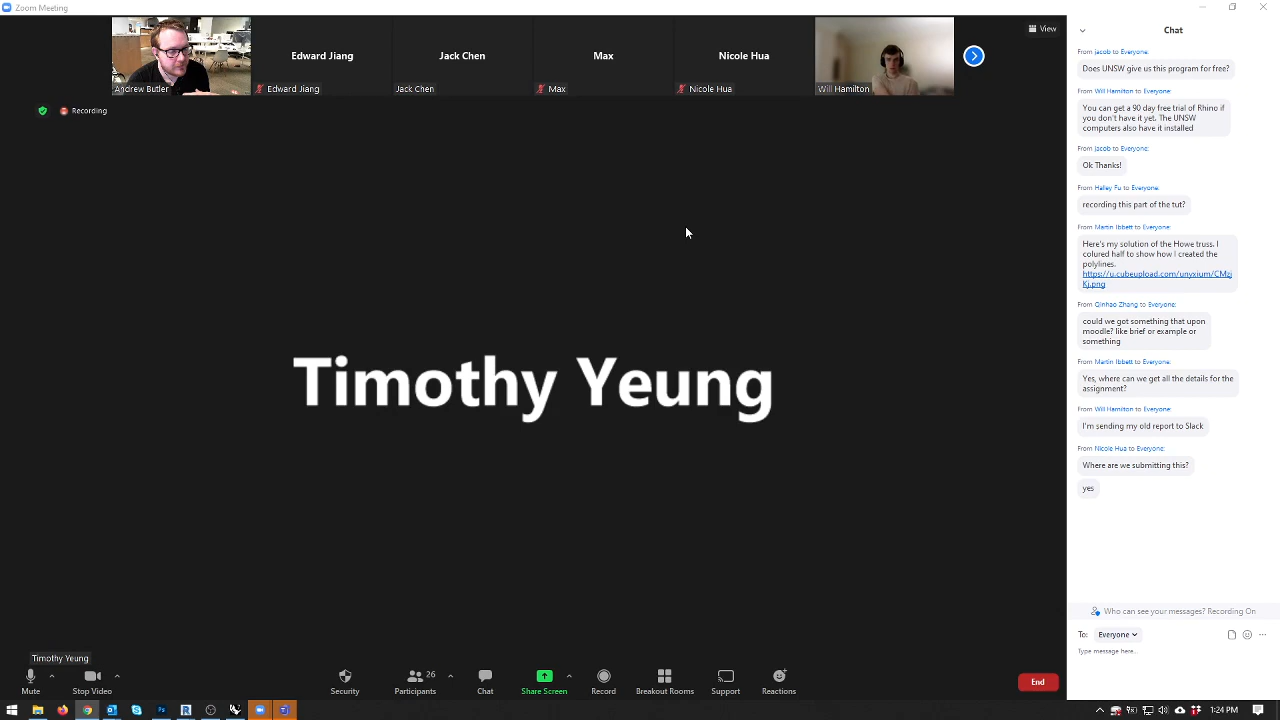 Zoom Meeting
View
Edward Jiang
Jack Chen
Max
Nicole Hua
Andrew Butler
Edward Jiang
Jack Chen
Max
Nicole Hua
Will Hamilton
Recording
Timothy Yeung
Timothy Yeung
Mute
Stop Video
Security
Participants
26
Chat
Share Screen
Record
Breakout Rooms
Support
Reactions
End
Chat
From jacob to Everyone:
Does UNSW give us this program for free?
From Will Hamilton to Everyone:
You can get a 90 day free trial of Rhino if
you don't have it yet. The UNSW
computers also have it installed
From jacob to Everyone:
Ok Thanks!
From Halley Fu to Everyone:
recording this part of the tut?
From Martin Ibbett to Everyone:
Here's my solution of the Howe truss. I
colured half to show how I created the
polylines.
https://u.cubeupload.com/unyxium/CMzj
Kj.png
From Qinhao Zhang to Everyone:
could we got something that upon
moodle? like brief or example or
something
From Martin Ibbett to Everyone:
Yes, where can we get all the details for the
assignment?
From Will Hamilton to Everyone:
I'm sending my old report to Slack
From Nicole Hua to Everyone:
Where are we submitting this?
yes
Who can see your messages? Recording On
To: Everyone
Type message here...
1:24 PM